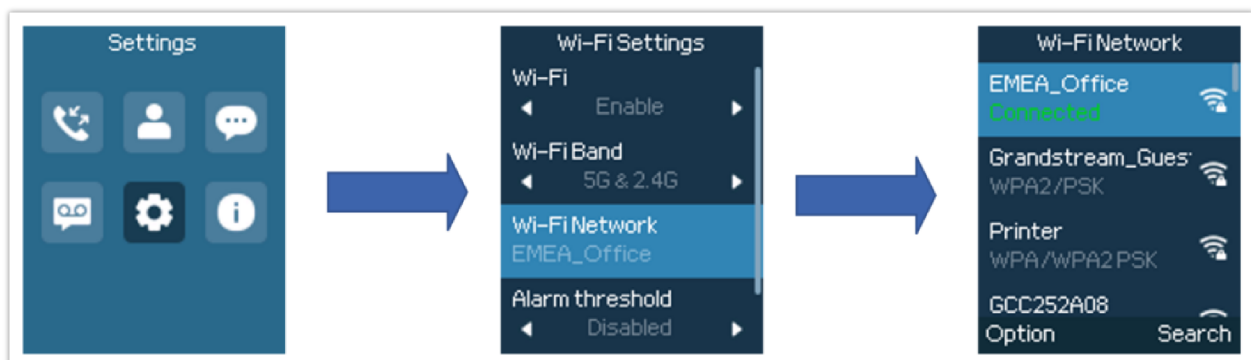 Settings
Wi-Fi Settings
Wi-Fi
Enable
Wi-Fi Band
5G & 2.4G
Wi-Fi Network
EMEA_Office
Alarm threshold
Disabled
Wi-Fi Network
EMEA_Office
Connected
Grandstream_Gues
WPA2/PSK
Printer
WPA/WPA2 PSK
GCC252A08
Option Search